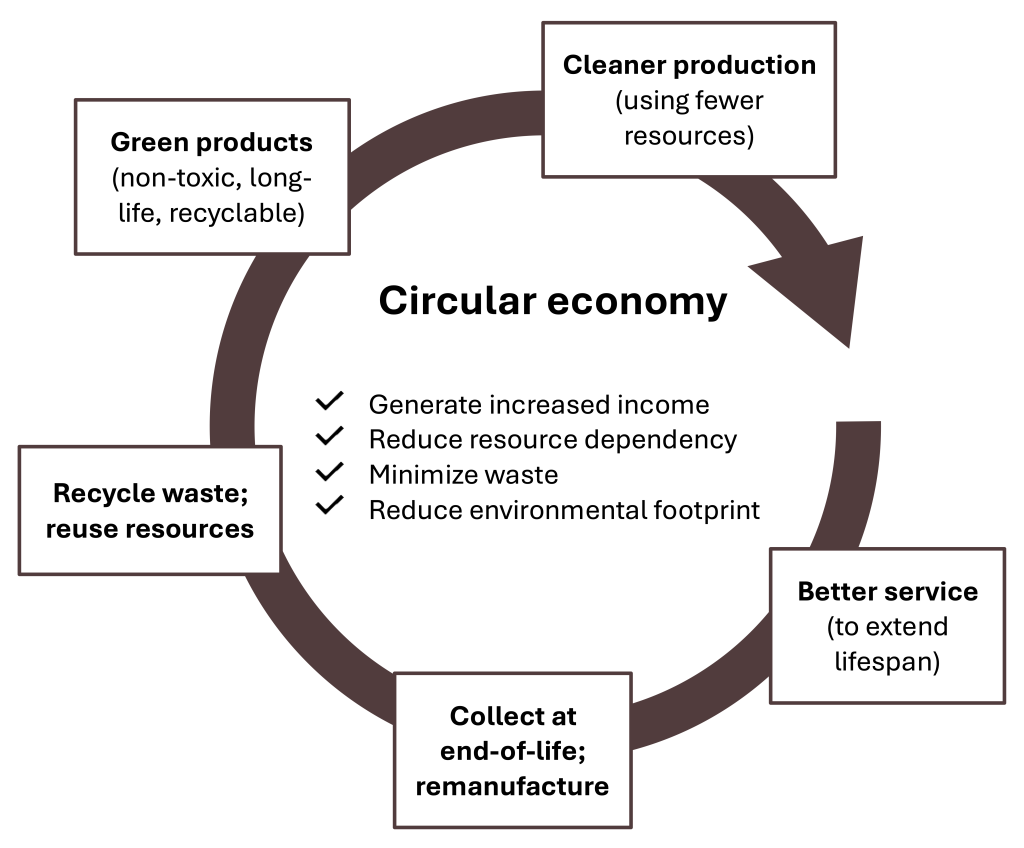 Cleaner production
(using fewer
resources)
Green products
(non-toxic, long-
life, recyclable)
Circular economy
✓ Generate increased income
✓ Reduce resource dependency
✓ Minimize waste
✓ Reduce environmental footprint
Recycle waste;
reuse resources
Better service
(to extend
lifespan)
Collect at
end-of-life;
remanufacture